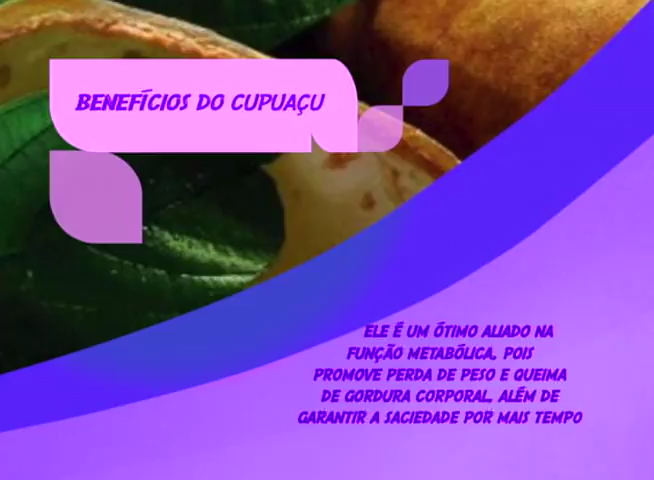 BENEFÍCIOS DO CUPUAÇU
ELE É UM ÓTIMO ALIADO NA
FUNÇÃO METABÓLICA, POIS
PROMOVE PERDA DE PESO E QUEIMA
DE GORDURA CORPORAL, ALÉM DE
GARANTIR A SACIEDADE POR MAIS TEMPO